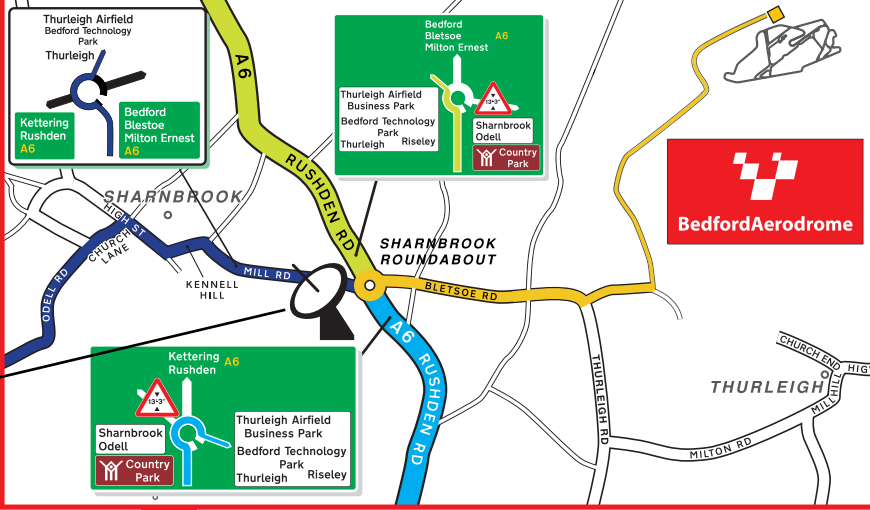 Thurleigh Airfield
Bedford Technology
Park
Thurleigh
Kettering
Rushden
A6
Bedford
Blestoe
Milton Ernest
A6
A6
Bedford
Bletsoe
Milton Ernest
A6
Thurleigh Airfield
Business Park
Bedford Technology
Park
Thurleigh
Riseley
13'-3"
Sharnbrook
Odell
Country
Park
BedfordAerodrome
RUSHDEN RD
SHARNBROOK
HIGH ST
CHURCH
LANE
ODELL RD
KENNELL
HILL
MILL RD
SHARNBROOK
ROUNDABOUT
BLETSOE RD
A6 RUSHDEN RD
THURLEIGH RD
MILTON RD
CHURCH END
THURLEIGH
MILL HILL
HIG
Kettering
Rushden
A6
13'-3"
Sharnbrook
Odell
Country
Park
Thurleigh Airfield
Business Park
Bedford Technology
Park
Thurleigh
Riseley